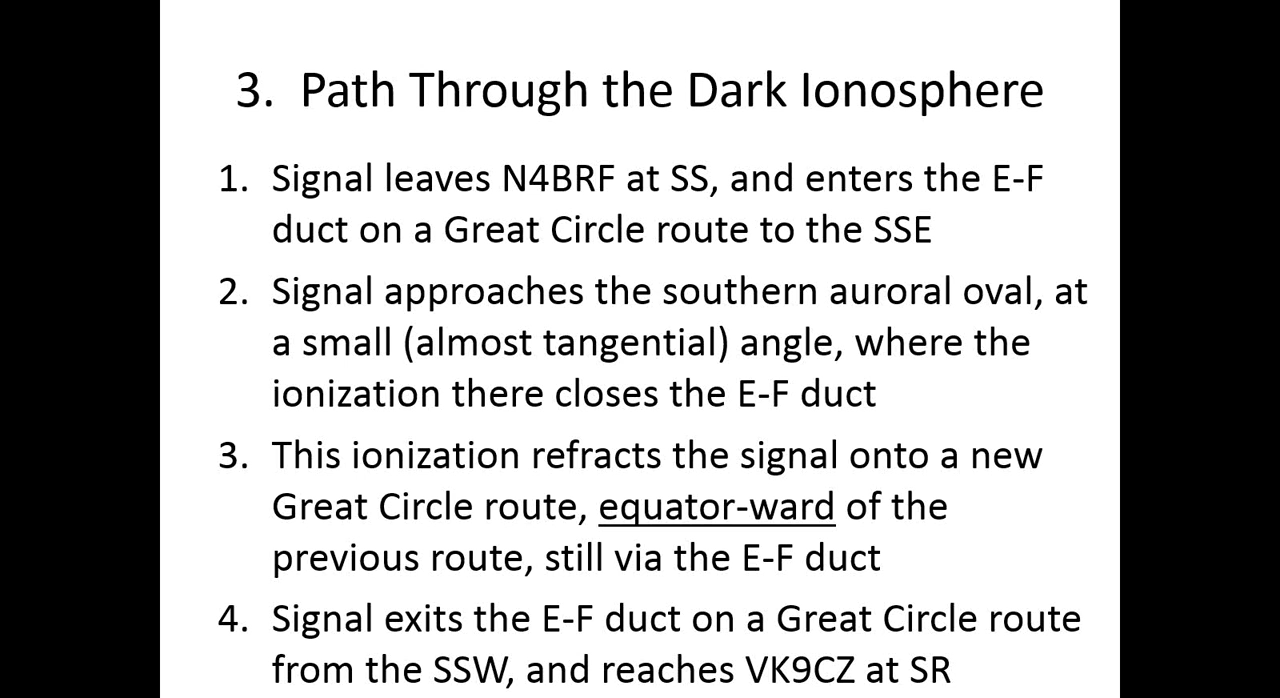 3. Path Through the Dark Ionosphere
1. Signal leaves N4BRF at SS, and enters the E-F
duct on a Great Circle route to the SSE
2. Signal approaches the southern auroral oval, at
a small (almost tangential) angle, where the
ionization there closes the E-F duct
3. This ionization refracts the signal onto a new
Great Circle route, equator-ward of the
previous route, still via the E-F duct
4. Signal exits the E-F duct on a Great Circle route
from the SSW, and reaches VK9CZ at SR